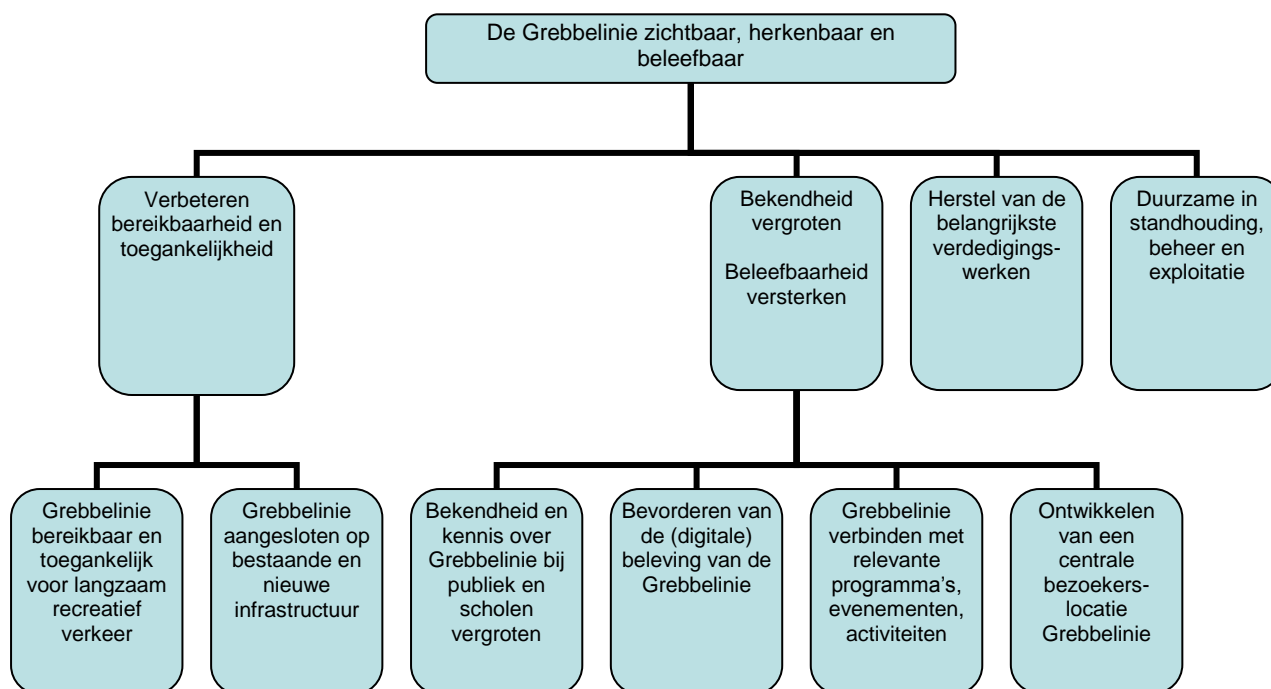 De Grebbelinie zichtbaar, herkenbaar en
beleefbaar
Verbeteren
bereikbaarheid en
toegankelijkheid
Bekendheid
vergroten
Beleefbaarheid
versterken
Herstel van de
belangrijkste
verdedigings-
werken
Duurzame in
standhouding,
beheer en
exploitatie
Grebbelinie
bereikbaar en
toegankelijk
voor langzaam
recreatief
verkeer
Grebbelinie
aangesloten op
bestaande en
nieuwe
infrastructuur
Bekendheid en
kennis over
Grebbelinie bij
publiek en
scholen
vergroten
Bevorderen van
de (digitale)
beleving van de
Grebbelinie
Grebbelinie
verbinden met
relevante
programma’s,
evenementen,
activiteiten
Ontwikkelen
van een
centrale
bezoekers-
locatie
Grebbelinie